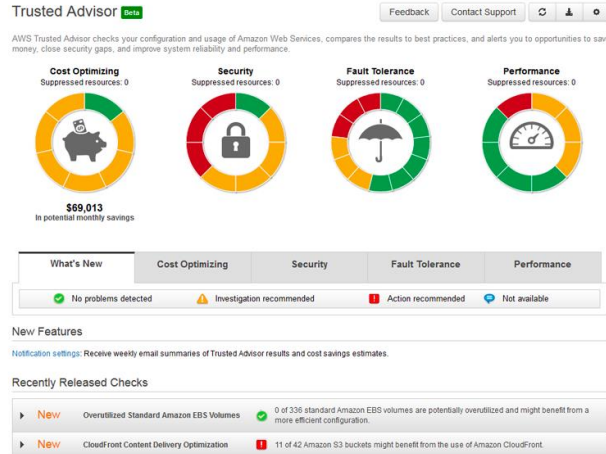 Trusted Advisor Beta
Feedback
Contact Support
AWS Trusted Advisor checks your configuration and usage of Amazon Web Services, compares the results to best practices, and alerts you to opportunities to sav
money, close security gaps, and improve system reliability and performance.
Cost Optimizing
Suppressed resources: 0
Security
Suppressed resources: 0
Fault Tolerance
Suppressed resources: 0
Performance
Suppressed resources: 0
$69,013
In potential monthly savings
What's New
Cost Optimizing
Security
Fault Tolerance
Performance
No problems detected
Investigation recommended
Action recommended
Not available
New Features
Notification settings: Receive weekly email summaries of Trusted Advisor results and cost savings estimates.
Recently Released Checks
New Overutilized Standard Amazon EBS Volumes
0 of 336 standard Amazon EBS volumes are potentially overutilized and might benefit from a
more efficient configuration.
New CloudFront Content Delivery Optimization
11 of 42 Amazon S3 buckets might benefit from the use of Amazon CloudFront.